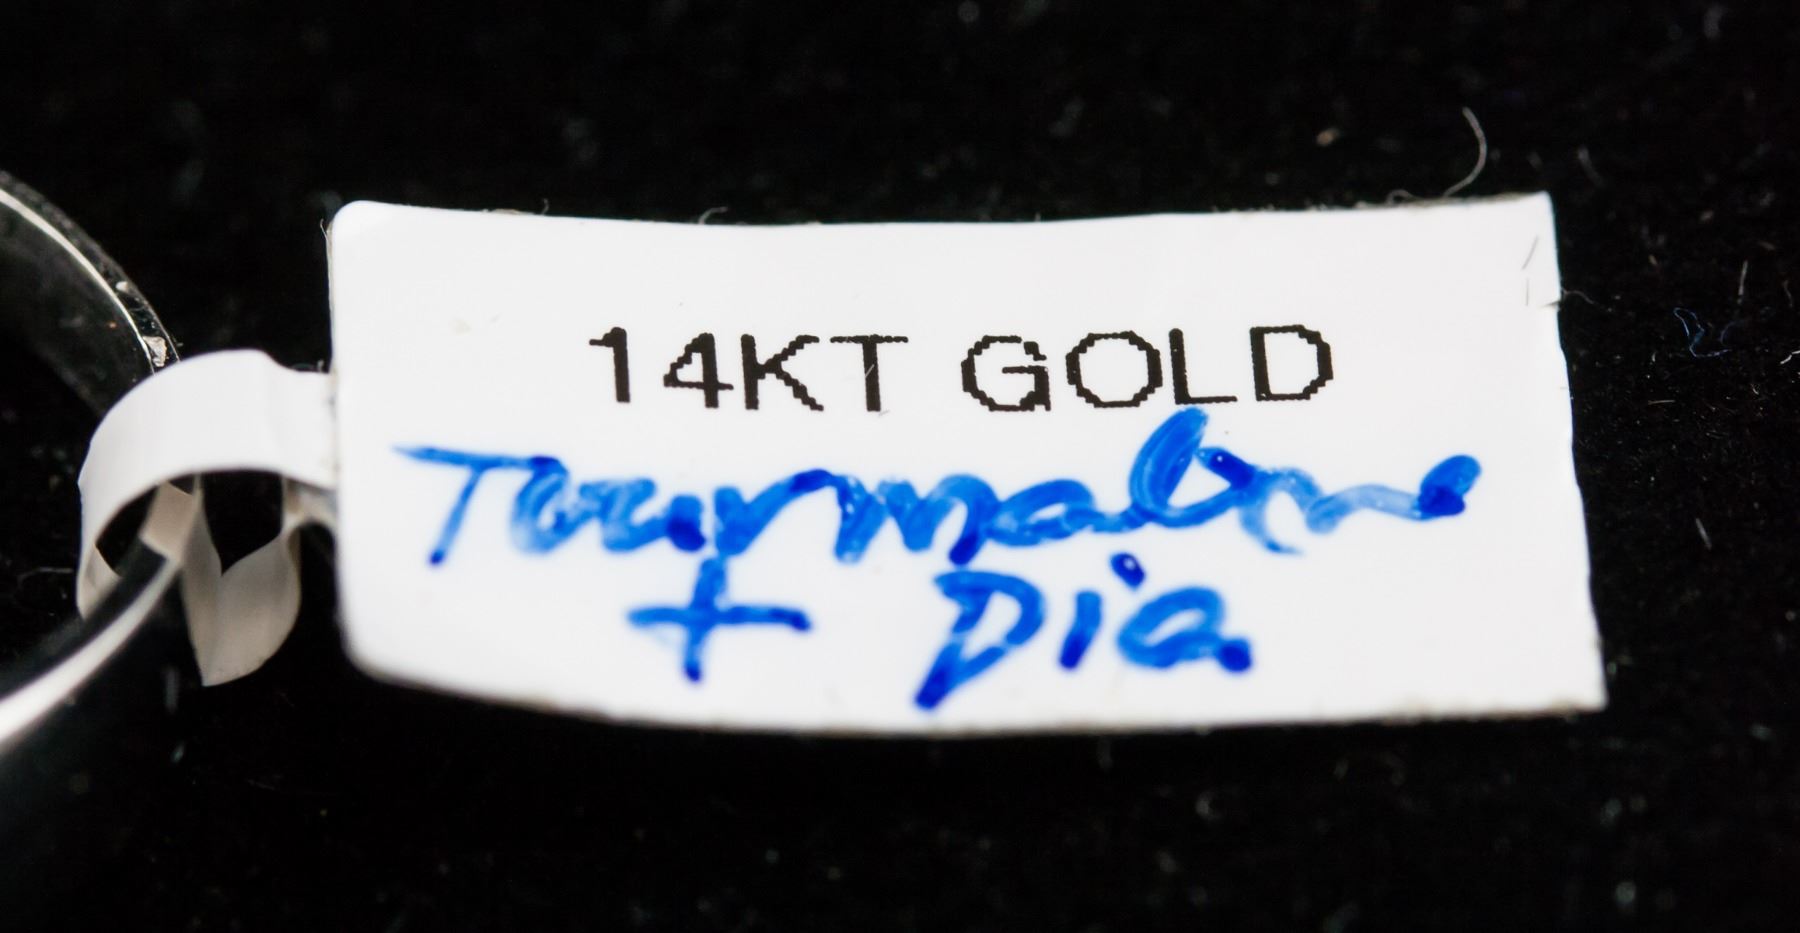 14KT GOLD
Tourmaline
+ Dia